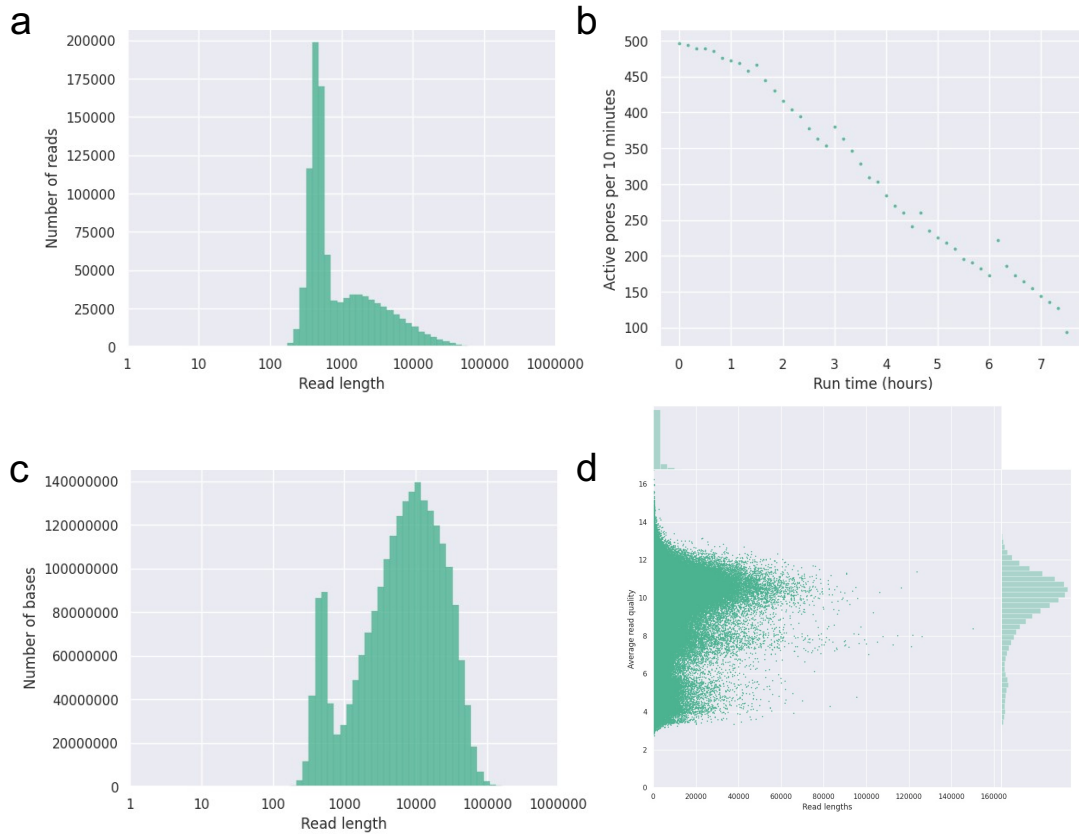 a
200000
175000
150000
125000
100000
75000
50000
25000
0
Number of reads
1 10 100 1000 10000 100000 1000000
Read length
b
500
450
400
350
300
250
200
150
100
Active pores per 10 minutes
0 1 2 3 4 5 6 7
Run time (hours)
c
140000000
120000000
100000000
80000000
60000000
40000000
20000000
0
Number of bases
1 10 100 1000 10000 100000 1000000
Read length
d
16
14
12
10
8
6
4
2
0
Average read quality
0 20000 40000 60000 80000 100000 120000 140000 160000
Read lengths